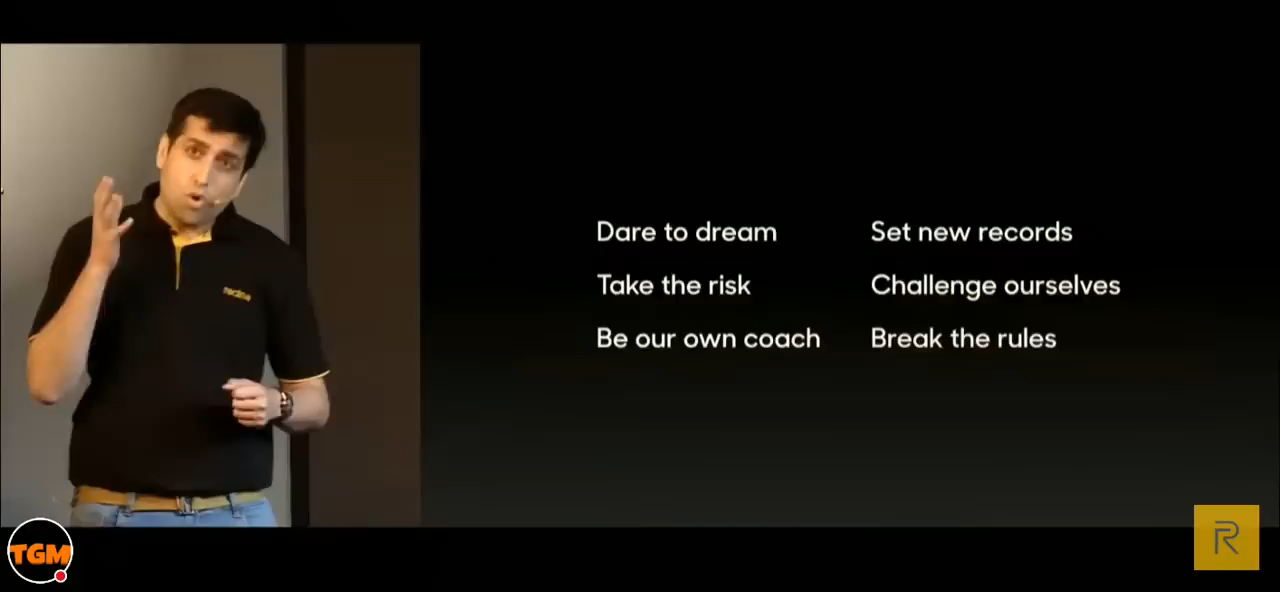 Dare to dream
Set new records
Take the risk
Challenge ourselves
Be our own coach
Break the rules
realme
TGM
R